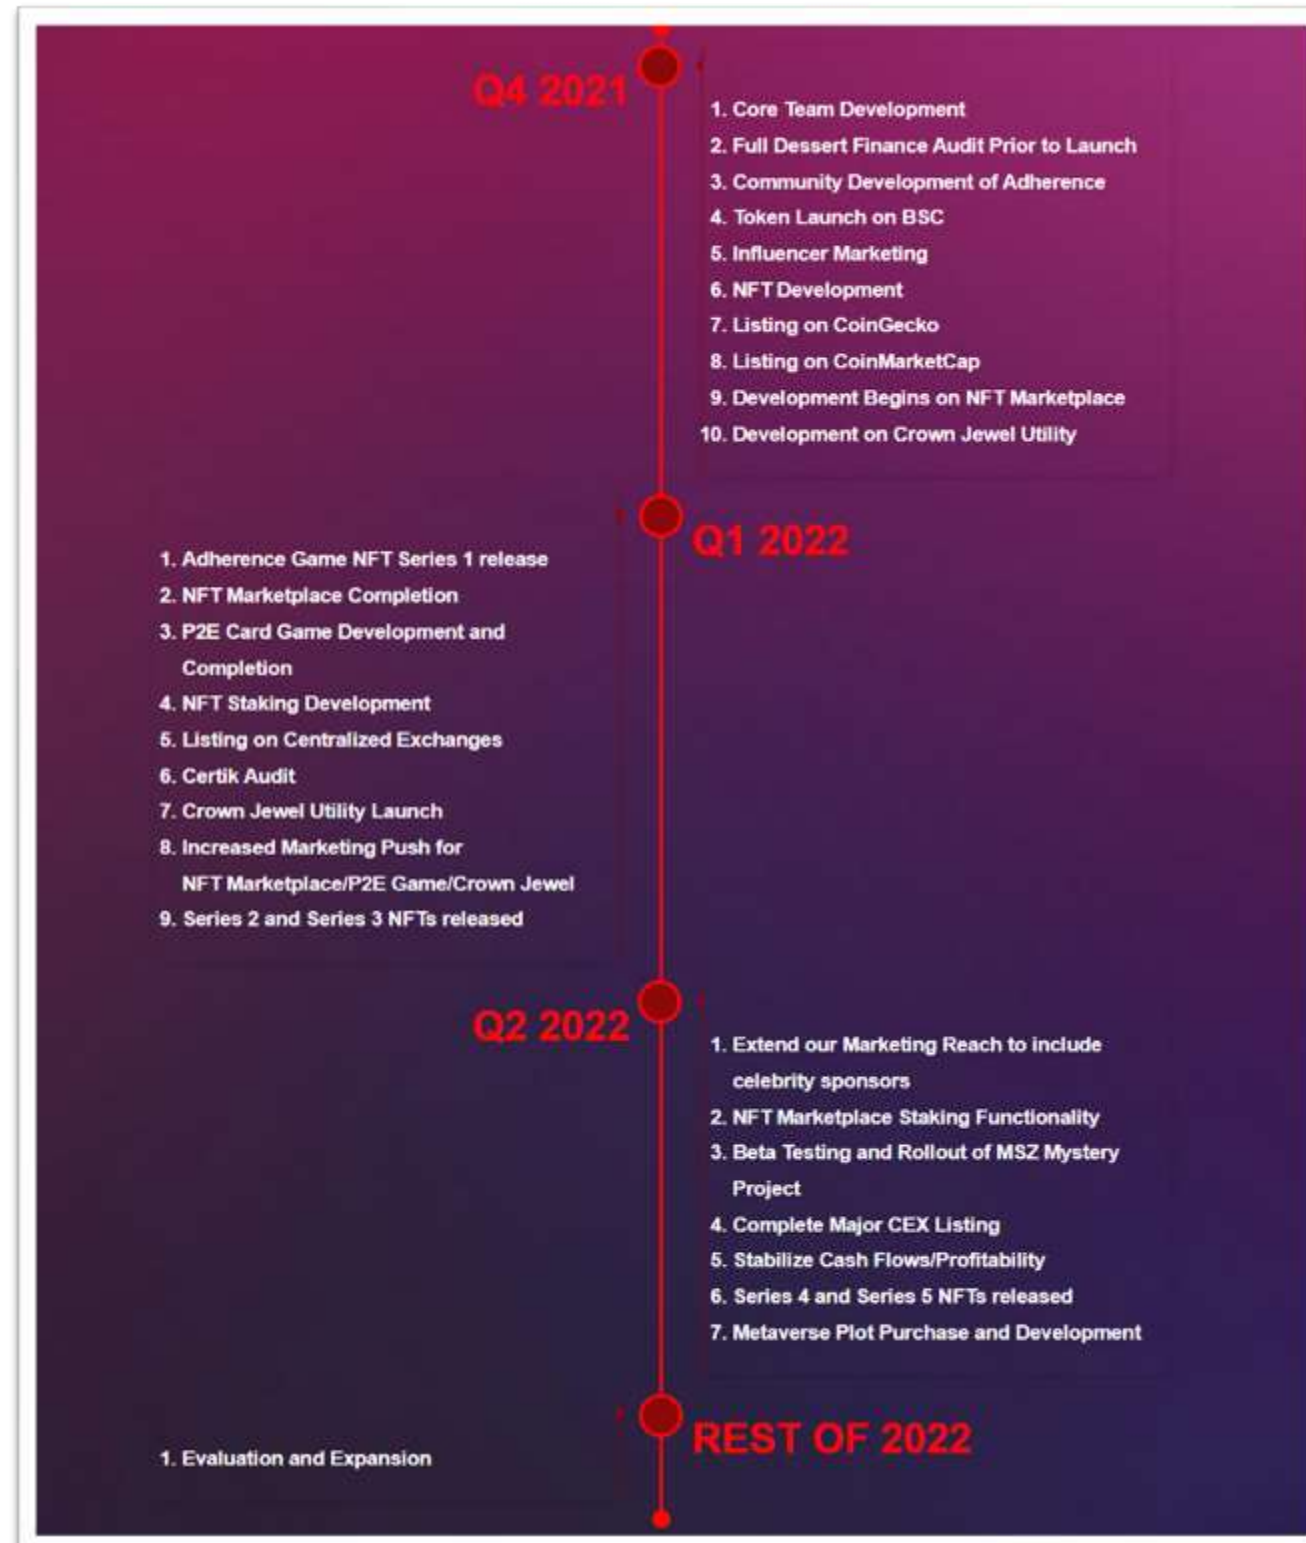 Q4 2021
1. Core Team Development
2. Full Dessert Finance Audit Prior to Launch
3. Community Development of Adherence
4. Token Launch on BSC
5. Influencer Marketing
6. NFT Development
7. Listing on CoinGecko
8. Listing on CoinMarketCap
9. Development Begins on NFT Marketplace
10. Development on Crown Jewel Utility
Q1 2022
1. Adherence Game NFT Series 1 release
2. NFT Marketplace Completion
3. P2E Card Game Development and
Completion
4. NFT Staking Development
5. Listing on Centralized Exchanges
6. Certik Audit
7. Crown Jewel Utility Launch
8. Increased Marketing Push for
NFT Marketplace/P2E Game/Crown Jewel
9. Series 2 and Series 3 NFTs released
Q2 2022
1. Extend our Marketing Reach to include
celebrity sponsors
2. NFT Marketplace Staking Functionality
3. Beta Testing and Rollout of MSZ Mystery
Project
4. Complete Major CEX Listing
5. Stabilize Cash Flows/Profitability
6. Series 4 and Series 5 NFTs released
7. Metaverse Plot Purchase and Development
REST OF 2022
1. Evaluation and Expansion